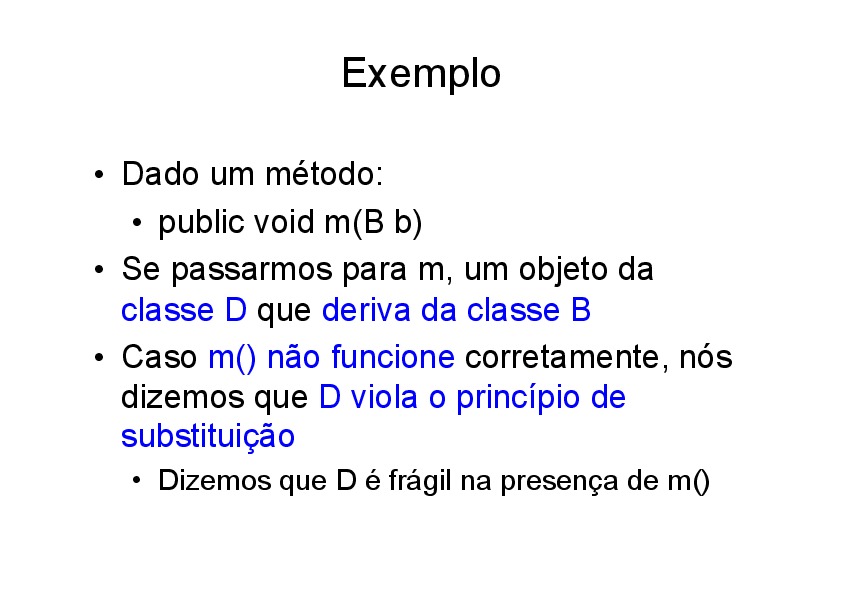 Exemplo
• Dado um método:
• public void m(B b)
• Se passarmos para m, um objeto da
classe D que deriva da classe B
• Caso m() não funcione corretamente, nós
dizemos que D viola o princípio de
substituição
• Dizemos que D é frágil na presença de m()